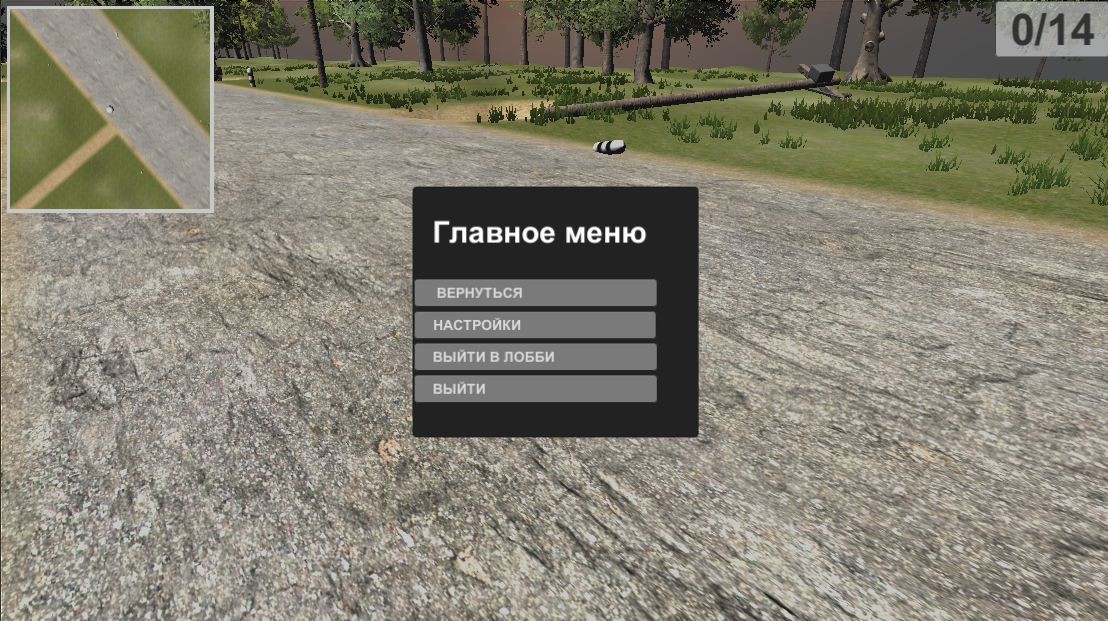 0/14
Главное меню
ВЕРНУТЬСЯ
НАСТРОЙКИ
ВЫЙТИ В ЛОББИ
ВЫЙТИ